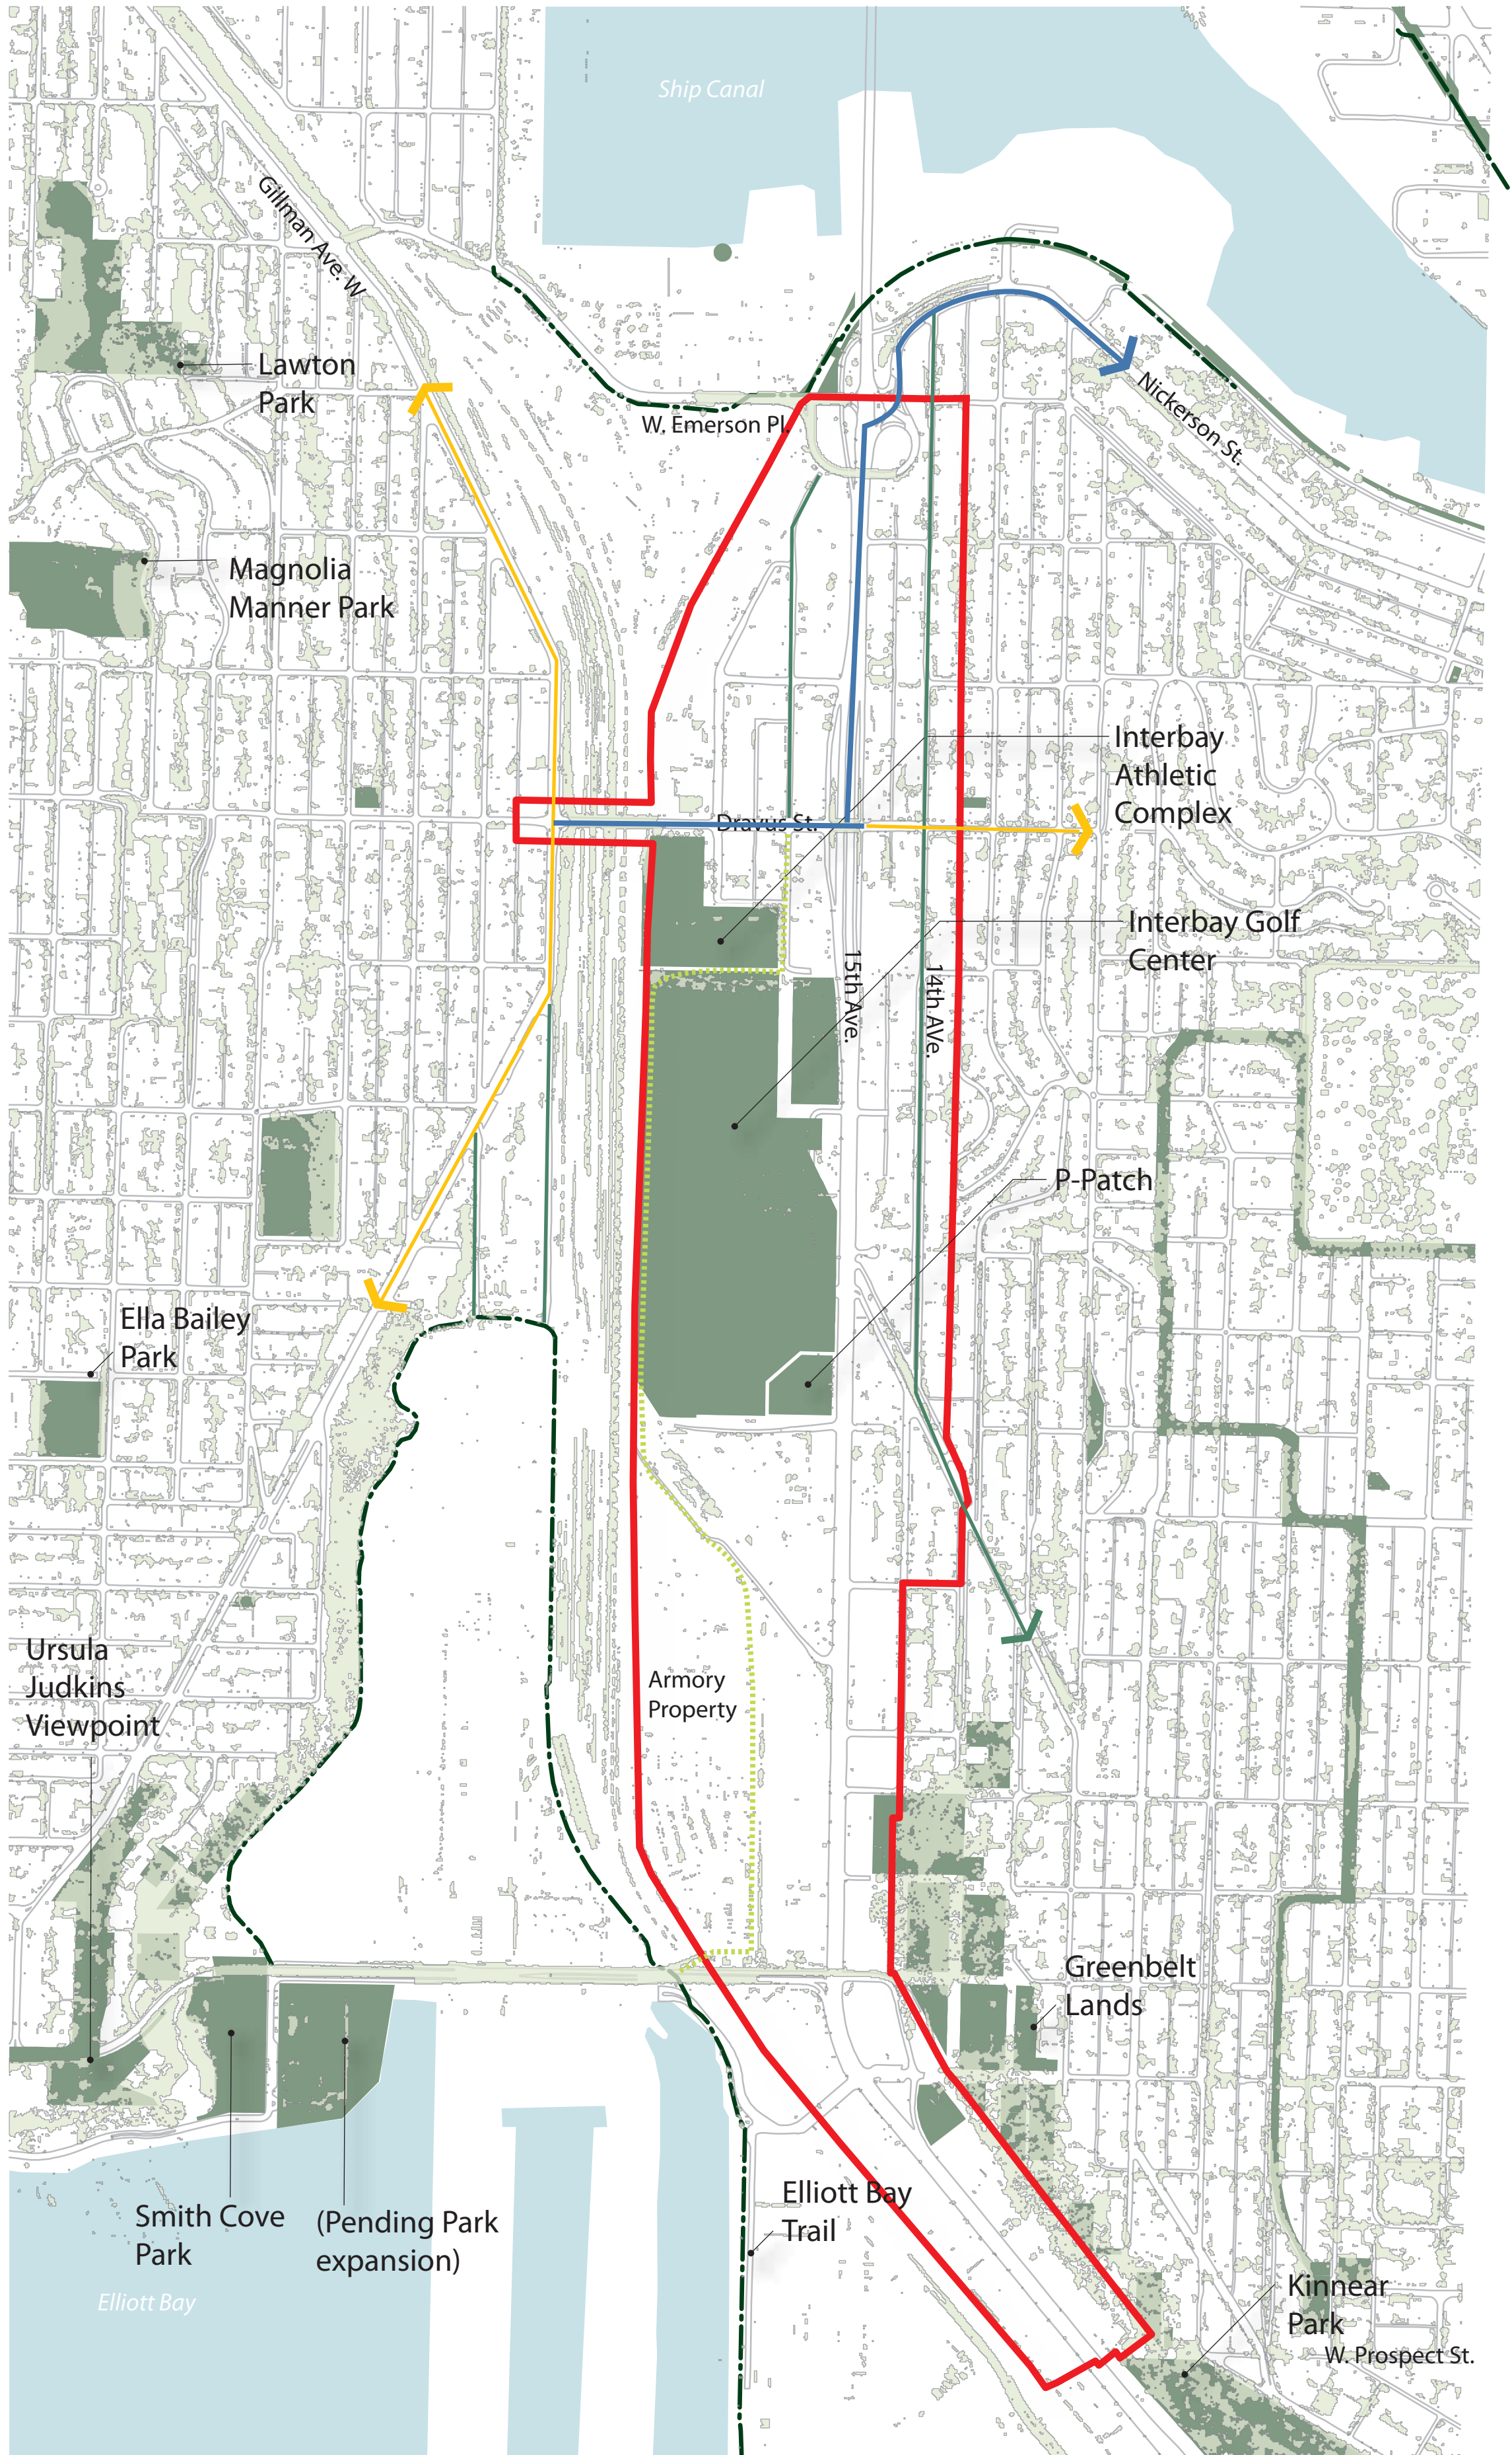 Ship Canal
Gillman Ave. W
Lawton
Park
W. Emerson Pl.
Nickerson St.
Magnolia
Manner Park
Interbay
Athletic
Complex
Dravus St.
Interbay Golf
Center
15th Ave.
14th AVe.
P-Patch
Ella Bailey
Park
Ursula
Judkins
Viewpoint
Armory
Property
Greenbelt
Lands
Smith Cove
Park
(Pending Park
expansion)
Elliott Bay
Trail
Elliott Bay
Kinnear
Park
W. Prospect St.